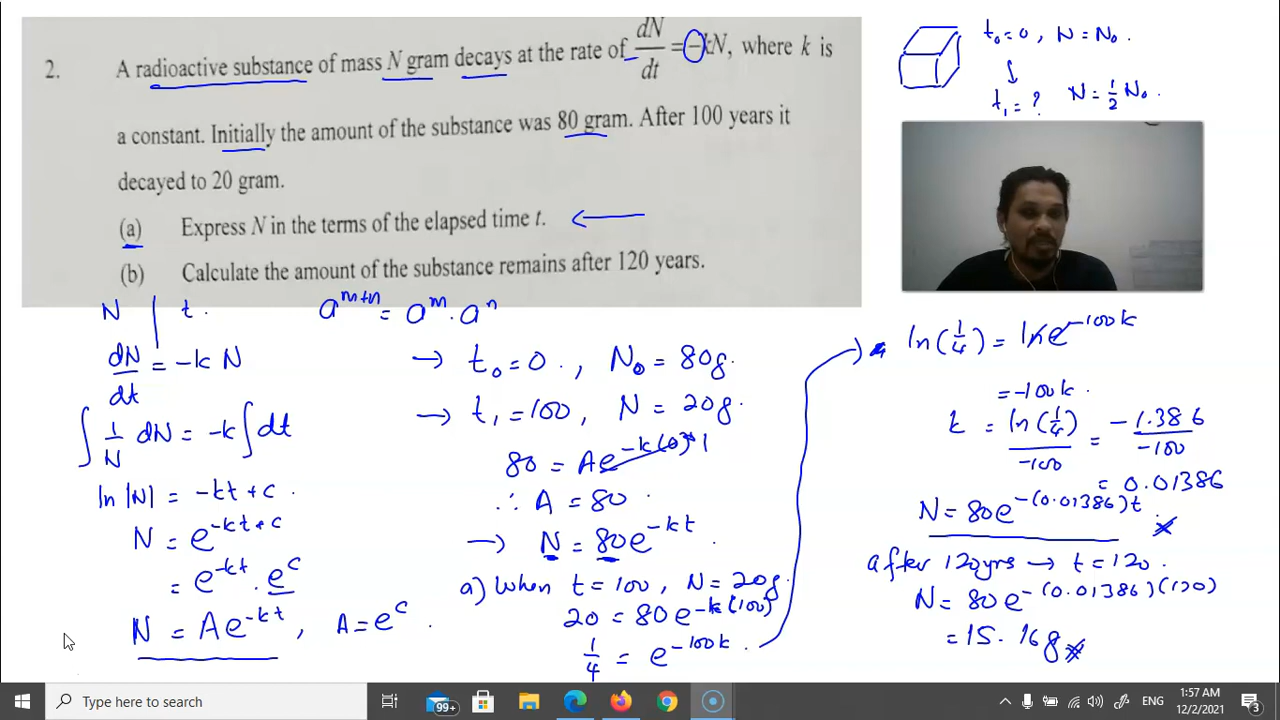 2. A radioactive substance of mass N gram decays at the rate of dN/dt = -kN, where k is
a constant. Initially the amount of the substance was 80 gram. After 100 years it
decayed to 20 gram.
(a) Express N in the terms of the elapsed time t.
(b) Calculate the amount of the substance remains after 120 years.
t₀=0, N=N₀.
t₁=? N=½N₀.
N | t.
dN/dt = -kN
∫ 1/N dN = -k∫dt
ln|N| = -kt+c.
N = e^(-kt+c)
= e^(-kt) . e^c
N = Ae^(-kt), A=e^c.
a^(m+n) = a^m . a^n
→ t₀=0., N₀=80g.
→ t₁=100, N=20g.
80 = Ae^(-k(0)) 1
∴ A = 80.
→ N = 80e^(-kt).
a) When t=100, N=20g.
20 = 80e^(-k(100))
1/4 = e^(-100k).
ln(1/4) = ln e^(-100k)
= -100k.
k = ln(1/4)/-100 = -1.386/-100
= 0.01386
N = 80e^(-(0.01386)t)
after 120yrs → t=120.
N = 80e^(-(0.01386)(120))
= 15.16g
Type here to search
99+
ENG
1:57 AM
12/2/2021
3